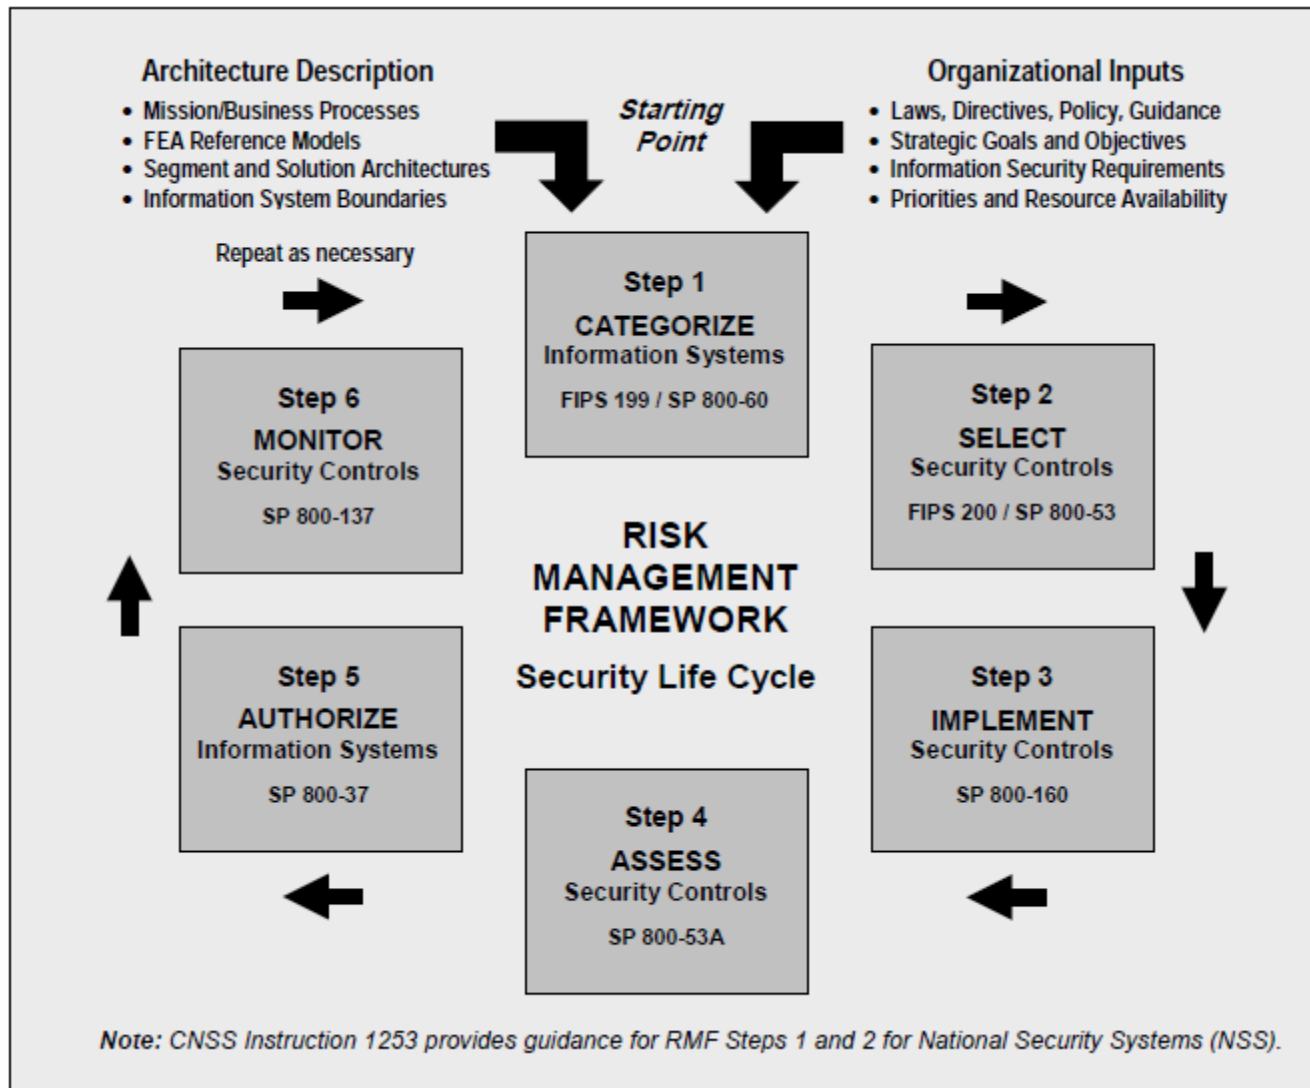 Architecture Description
• Mission/Business Processes
• FEA Reference Models
• Segment and Solution Architectures
• Information System Boundaries
Starting
Point
Organizational Inputs
• Laws, Directives, Policy, Guidance
• Strategic Goals and Objectives
• Information Security Requirements
• Priorities and Resource Availability
Repeat as necessary
Step 1
CATEGORIZE
Information Systems
FIPS 199 / SP 800-60
Step 2
SELECT
Security Controls
FIPS 200 / SP 800-53
Step 3
IMPLEMENT
Security Controls
SP 800-160
Step 4
ASSESS
Security Controls
SP 800-53A
Step 5
AUTHORIZE
Information Systems
SP 800-37
Step 6
MONITOR
Security Controls
SP 800-137
RISK
MANAGEMENT
FRAMEWORK
Security Life Cycle
Note: CNSS Instruction 1253 provides guidance for RMF Steps 1 and 2 for National Security Systems (NSS).